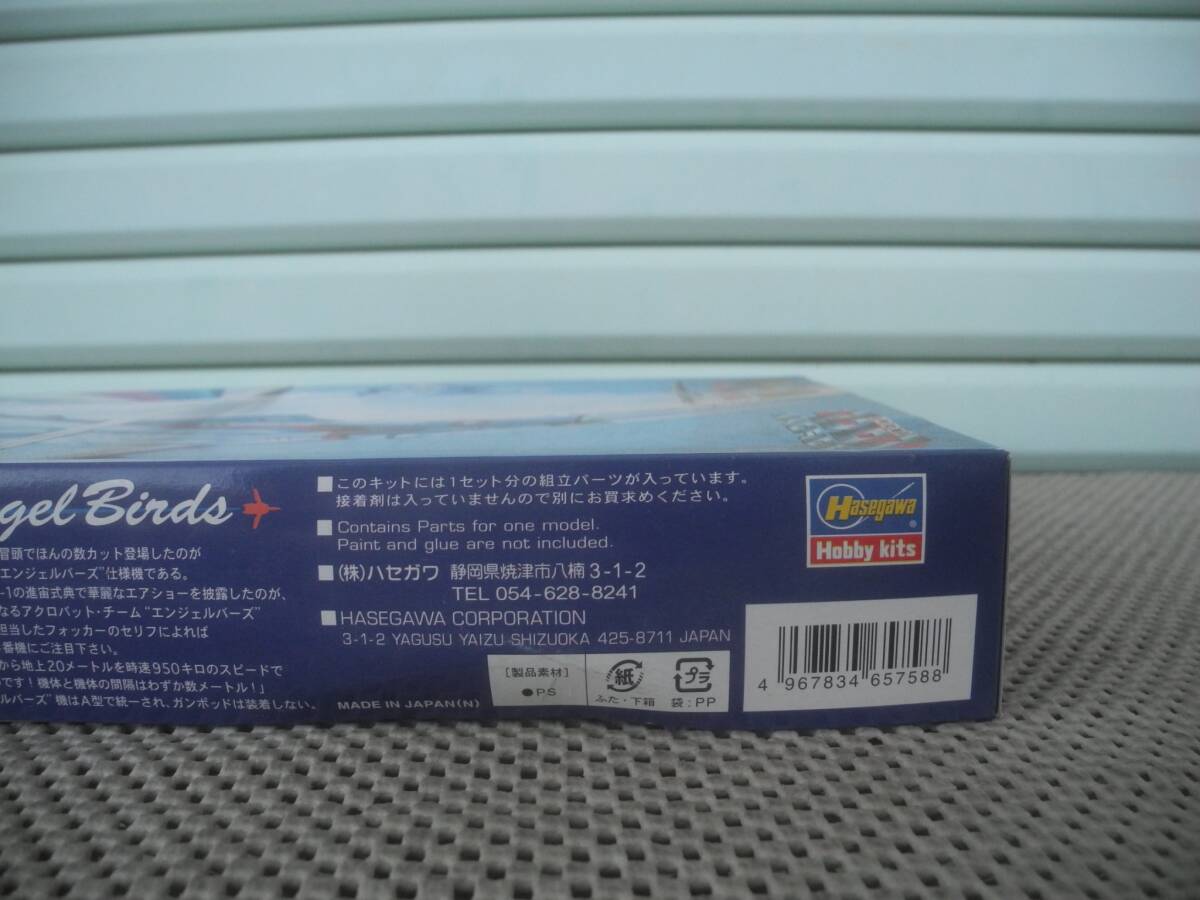 gel Birds
冒頭でほんの数カット登場したのが
エンジェルバーズ”仕様機である。
-1の進宙式典で華麗なエアショーを披露したのが、
なるアクロバット・チーム“エンジェルバーズ”
担当したフォッカーのセリフによれば
番機にご注目下さい。
から地上20メートルを時速950キロのスピードで
です！機体と機体の間隔はわずか数メートル！」
ルバーズ”機はA型で統一され、ガンポッドは装着しない。
■このキットには1セット分の組立パーツが入っています。
接着剤は入っていませんので別にお買求めください。
■Contains Parts for one model.
Paint and glue are not included.
■(株)ハセガワ 静岡県焼津市八楠3-1-2
TEL 054-628-8241
■HASEGAWA CORPORATION
3-1-2 YAGUSU YAIZU SHIZUOKA 425-8711 JAPAN
MADE IN JAPAN(N)
[製品素材]
●PS
紙
ふた・下箱
プラ
袋:PP
Hasegawa®
Hobby kits
4 967834 657588